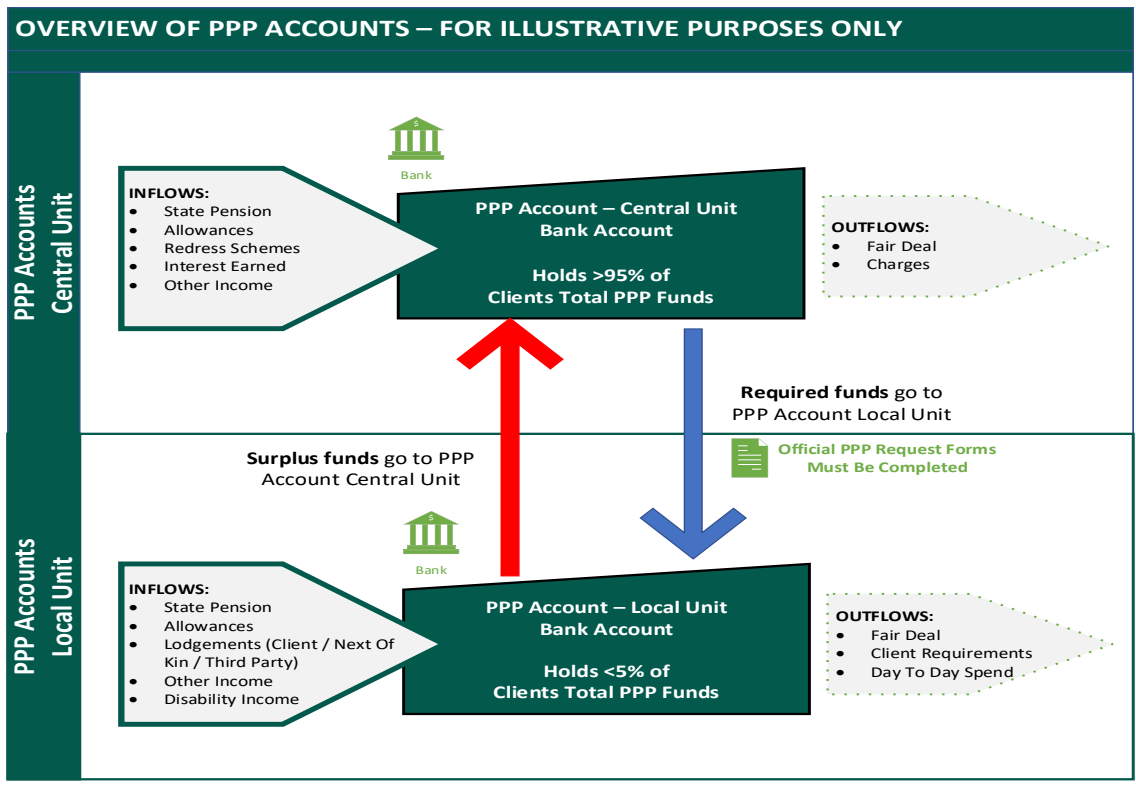 OVERVIEW OF PPP ACCOUNTS – FOR ILLUSTRATIVE PURPOSES ONLY
PPP Accounts
Central Unit
$
Bank
INFLOWS:
• State Pension
• Allowances
• Redress Schemes
• Interest Earned
• Other Income
PPP Account – Central Unit
Bank Account
Holds >95% of
Clients Total PPP Funds
OUTFLOWS:
• Fair Deal
• Charges
Required funds go to
PPP Account Local Unit
Official PPP Request Forms
Must Be Completed
Surplus funds go to PPP
Account Central Unit
PPP Accounts
Local Unit
$
Bank
INFLOWS:
• State Pension
• Allowances
• Lodgements (Client / Next Of
Kin / Third Party)
• Other Income
• Disability Income
PPP Account – Local Unit
Bank Account
Holds <5% of
Clients Total PPP Funds
OUTFLOWS:
• Fair Deal
• Client Requirements
• Day To Day Spend